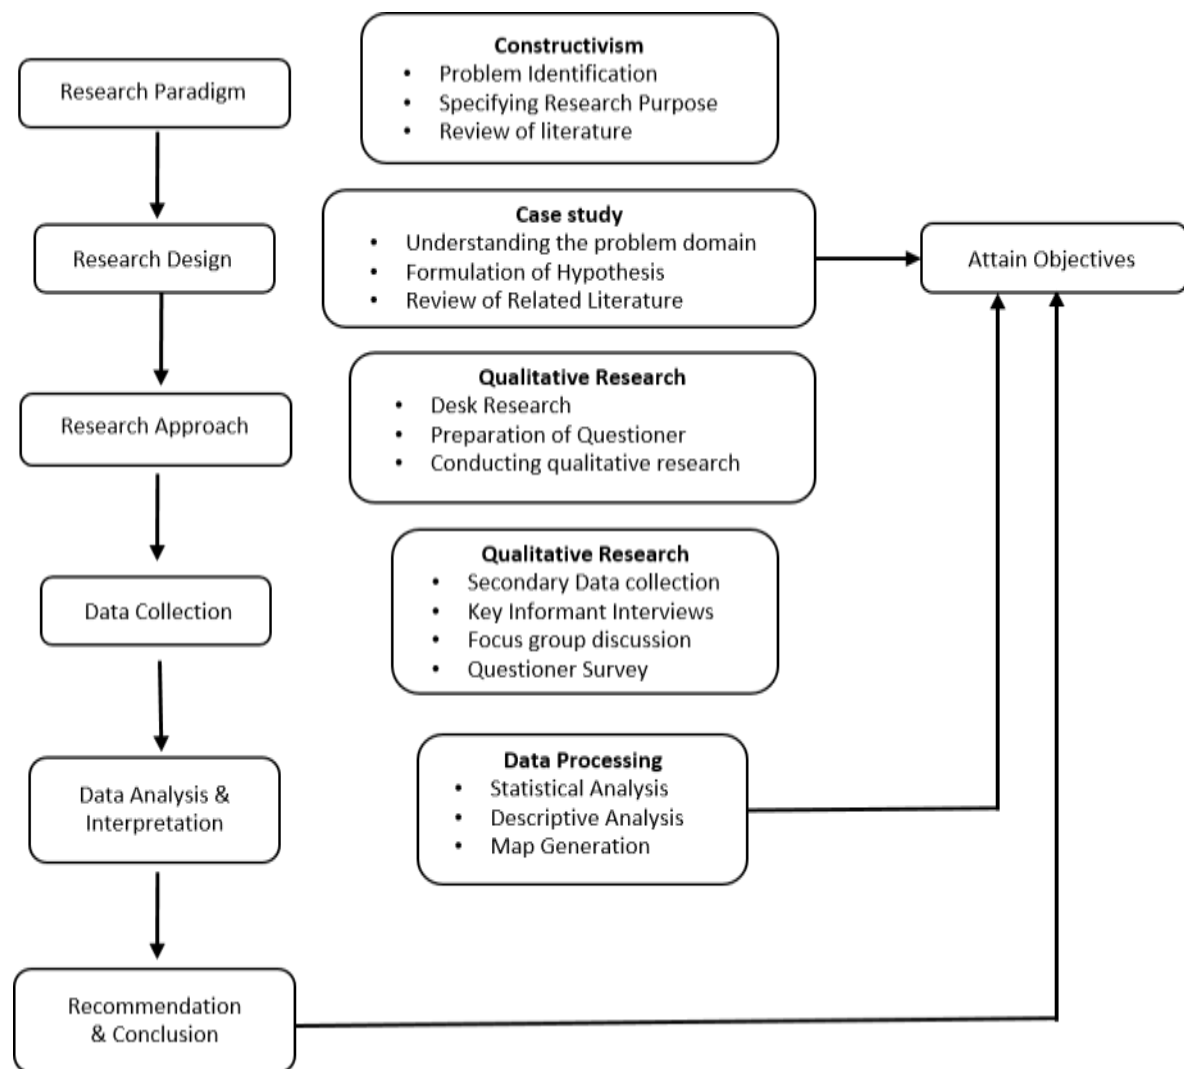 Research Paradigm
Constructivism
• Problem Identification
• Specifying Research Purpose
• Review of literature
Research Design
Case study
• Understanding the problem domain
• Formulation of Hypothesis
• Review of Related Literature
Attain Objectives
Research Approach
Qualitative Research
• Desk Research
• Preparation of Questioner
• Conducting qualitative research
Data Collection
Qualitative Research
• Secondary Data collection
• Key Informant Interviews
• Focus group discussion
• Questioner Survey
Data Analysis &
Interpretation
Data Processing
• Statistical Analysis
• Descriptive Analysis
• Map Generation
Recommendation
& Conclusion